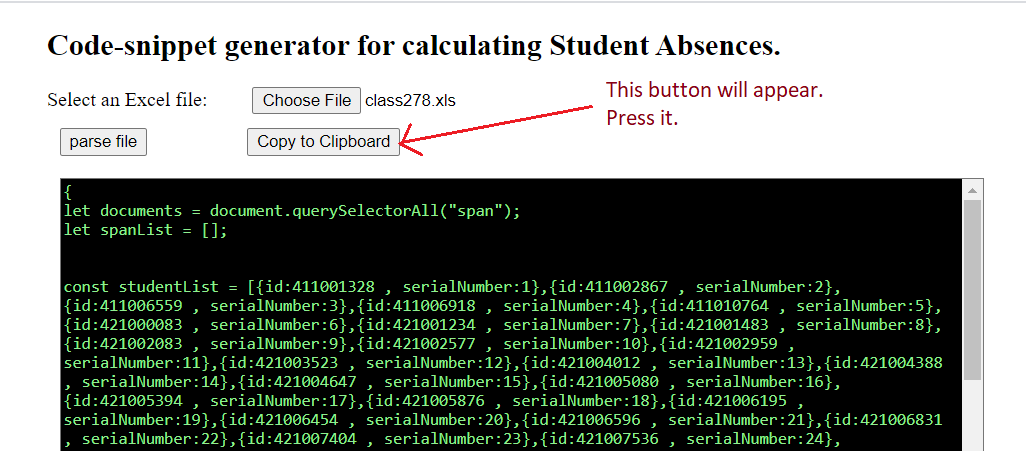 Code-snippet generator for calculating Student Absences.
Select an Excel file: Choose File class278.xls
This button will appear.
Press it.
parse file Copy to Clipboard
{
let documents = document.querySelectorAll("span");
let spanList = [];
const studentList = [{id:411001328 , serialNumber:1},{id:411002867 , serialNumber:2},
{id:411006559 , serialNumber:3},{id:411006918 , serialNumber:4},{id:411010764 , serialNumber:5},
{id:421000083 , serialNumber:6},{id:421001234 , serialNumber:7},{id:421001483 , serialNumber:8},
{id:421002083 , serialNumber:9},{id:421002577 , serialNumber:10},{id:421002959 ,
serialNumber:11},{id:421003523 , serialNumber:12},{id:421004012 , serialNumber:13},{id:421004388
, serialNumber:14},{id:421004647 , serialNumber:15},{id:421005080 , serialNumber:16},
{id:421005394 , serialNumber:17},{id:421005876 , serialNumber:18},{id:421006195 ,
serialNumber:19},{id:421006454 , serialNumber:20},{id:421006596 , serialNumber:21},{id:421006831
, serialNumber:22},{id:421007404 , serialNumber:23},{id:421007536 , serialNumber:24},